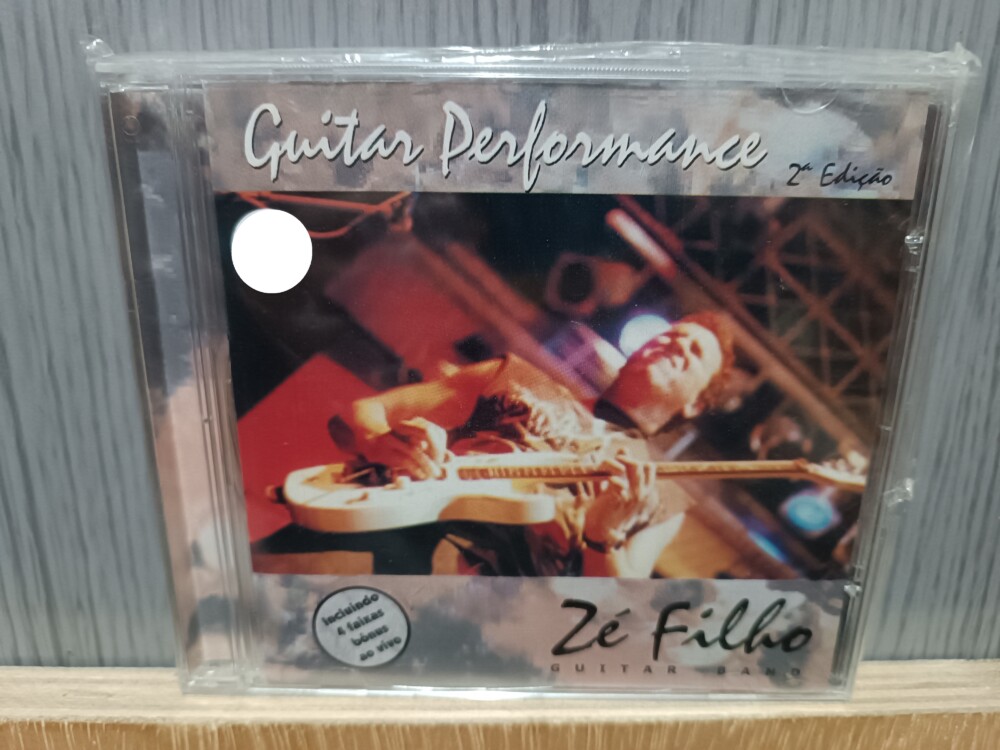 Guitar Performance
2ª Edição
Incluindo
4 faixas
bônus
ao vivo
Zé Filho
GUITAR BAND